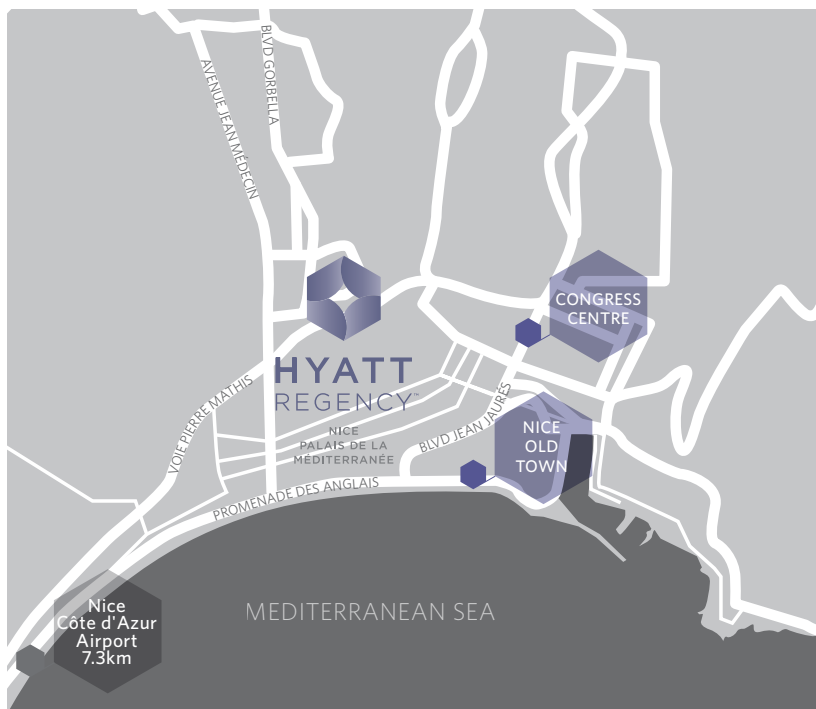 BLVD GORBELLA
AVENUE JEAN MÉDECIN
CONGRESS
CENTRE
HYATT
REGENCY™
NICE
PALAIS DE LA
MÉDITERRANÉE
VOIE PIERRE MATHIS
BLVD JEAN JAURÈS
NICE
OLD
TOWN
PROMENADE DES ANGLAIS
MEDITERRANEAN SEA
Nice
Côte d'Azur
Airport
7.3km